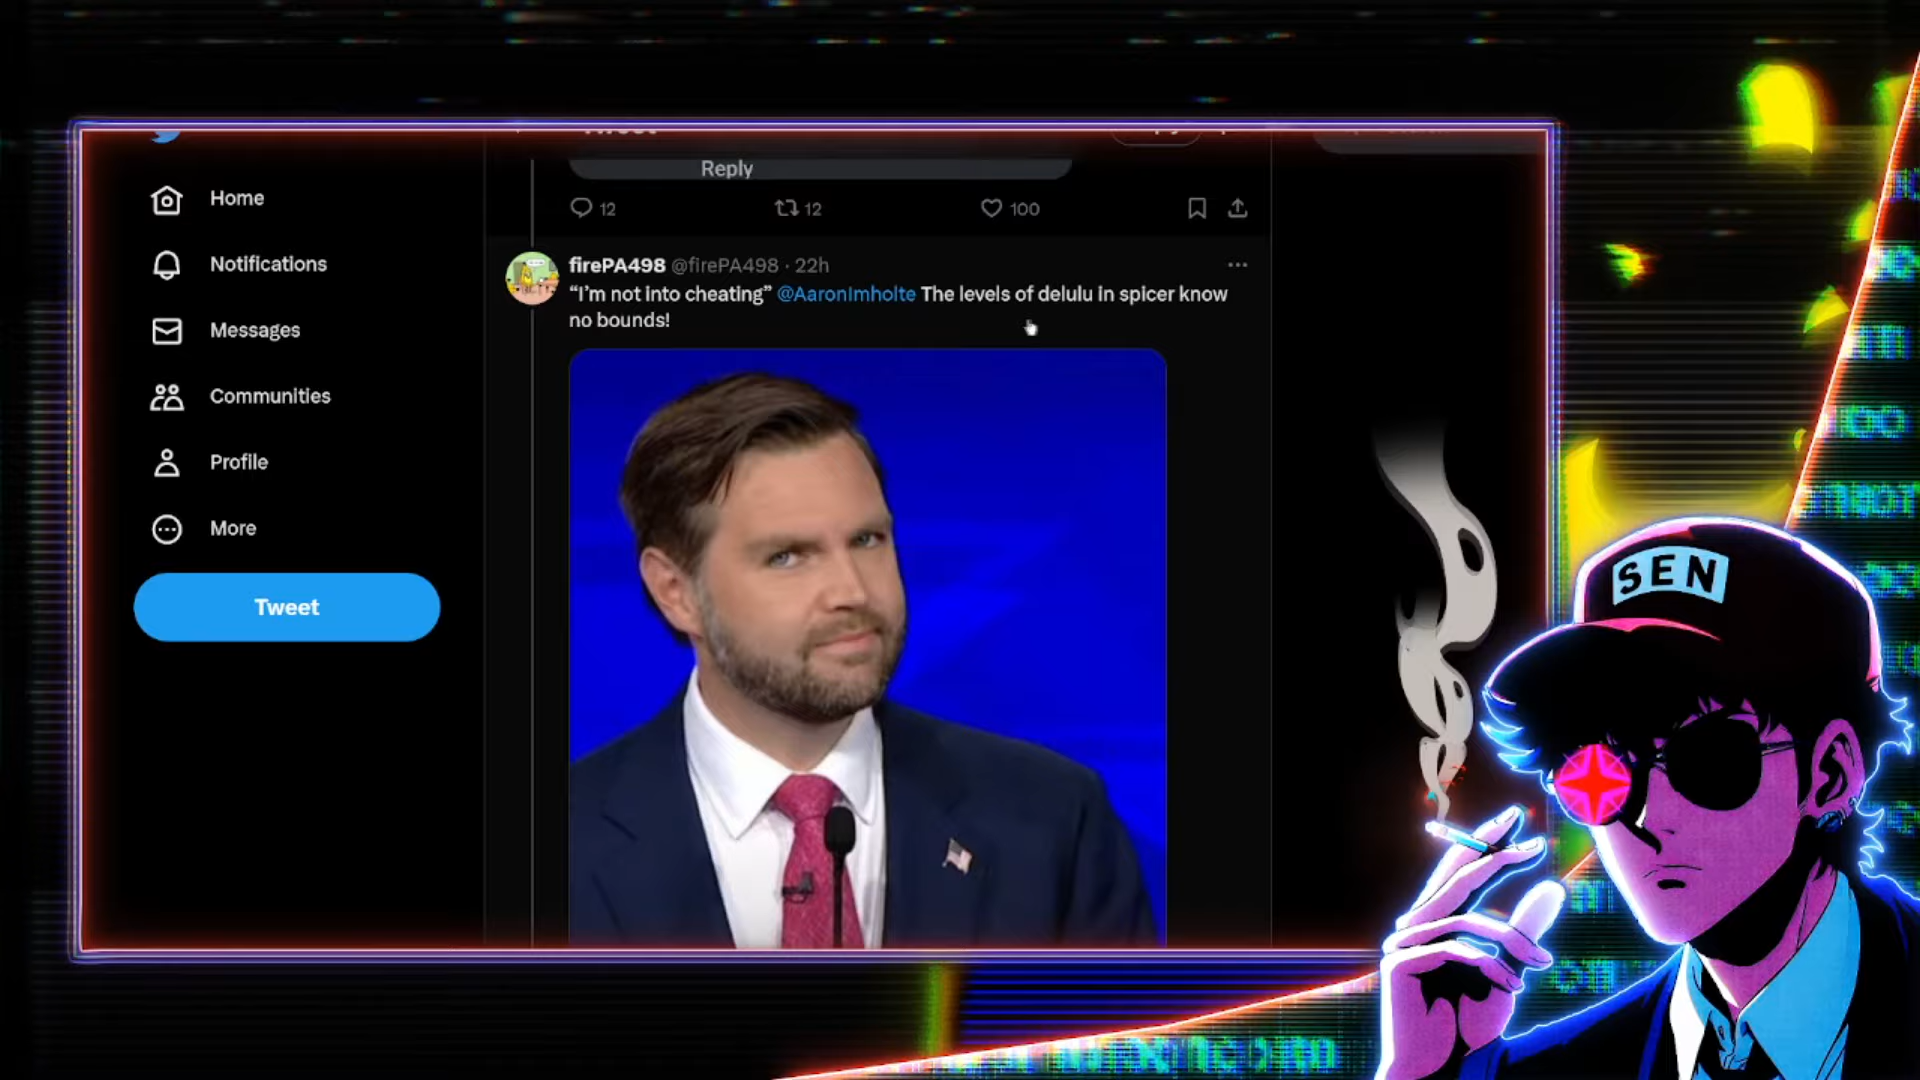 Reply
12
12
100
Home
Notifications
Messages
Communities
Profile
More
Tweet
firePA498 @firePA498 · 22h
“I’m not into cheating” @AaronImholte The levels of delulu in spicer know
no bounds!
SEN